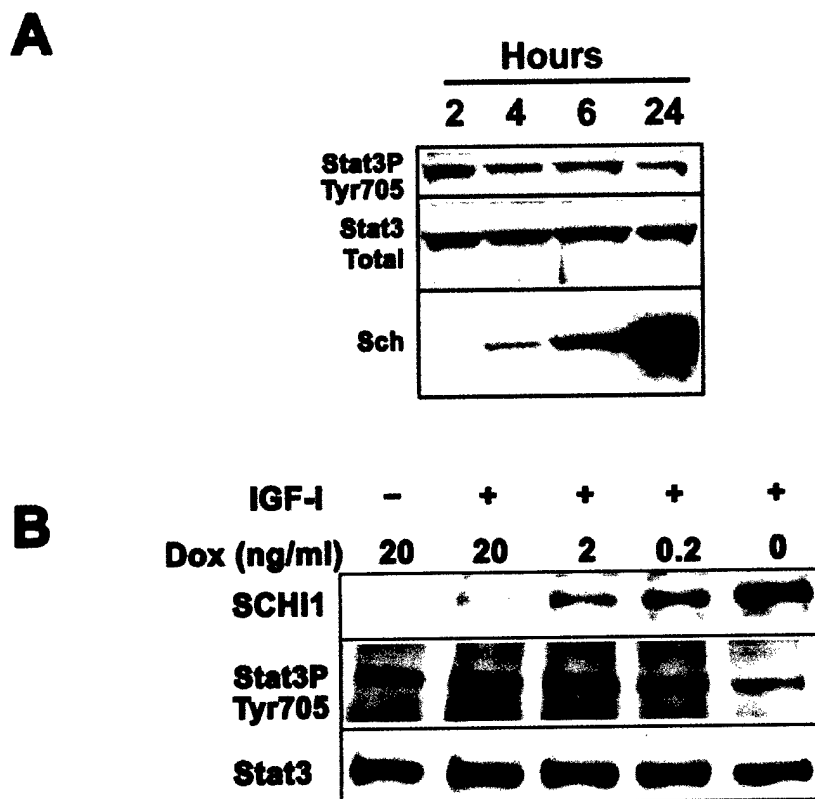 A
Hours
2 4 6 24
Stat3P
Tyr705
Stat3
Total
Sch
B
IGF-I – + + + +
Dox (ng/ml) 20 20 2 0.2 0
SCHI1
Stat3P
Tyr705
Stat3